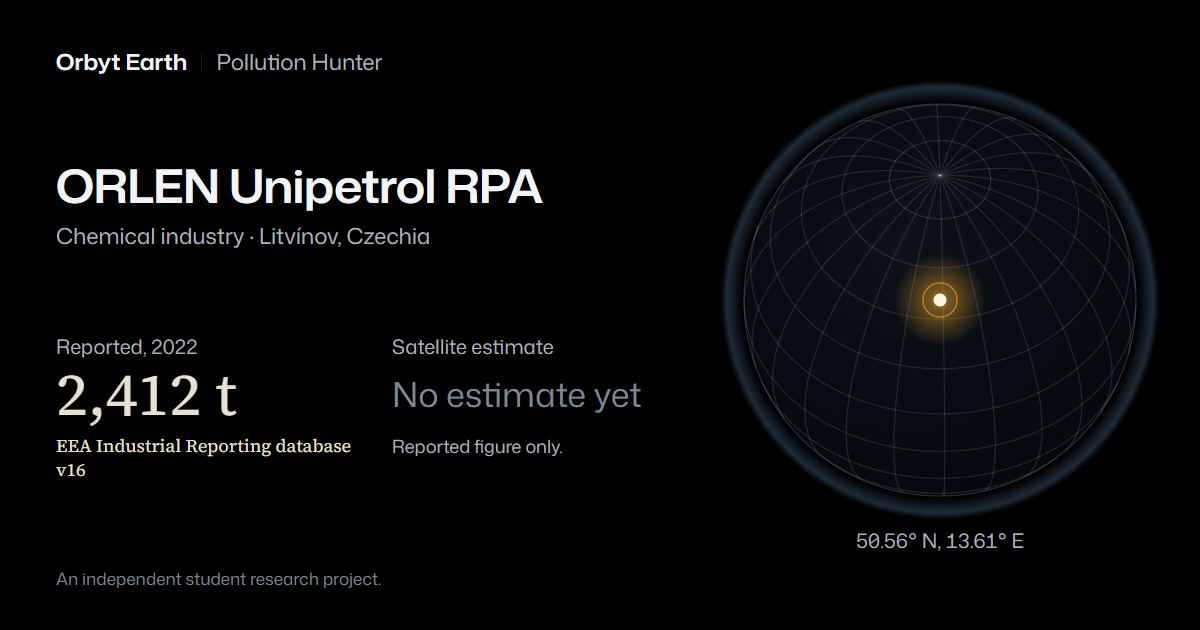 Orbyt Earth | Pollution Hunter
ORLEN Unipetrol RPA
Chemical industry · Litvínov, Czechia
Reported, 2022
2,412 t
EEA Industrial Reporting database
v16
Satellite estimate
No estimate yet
Reported figure only.
50.56° N, 13.61° E
An independent student research project.